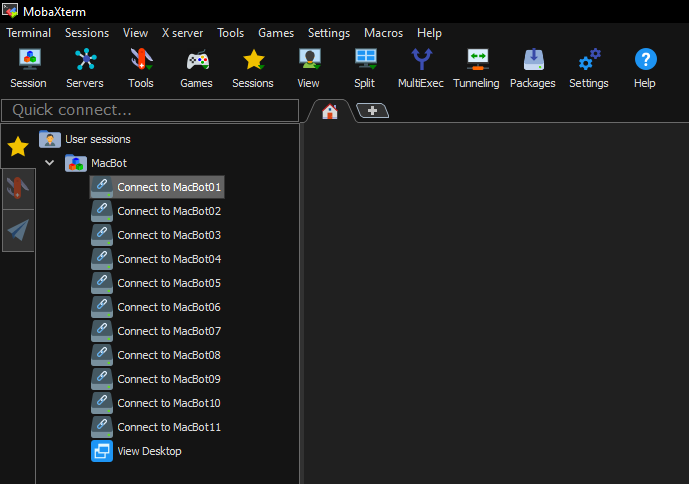 MobaXterm
Terminal Sessions View X server Tools Games Settings Macros Help
Session Servers Tools Games Sessions View Split MultiExec Tunneling Packages Settings Help
Quick connect...
User sessions
MacBot
Connect to MacBot01
Connect to MacBot02
Connect to MacBot03
Connect to MacBot04
Connect to MacBot05
Connect to MacBot06
Connect to MacBot07
Connect to MacBot08
Connect to MacBot09
Connect to MacBot10
Connect to MacBot11
View Desktop